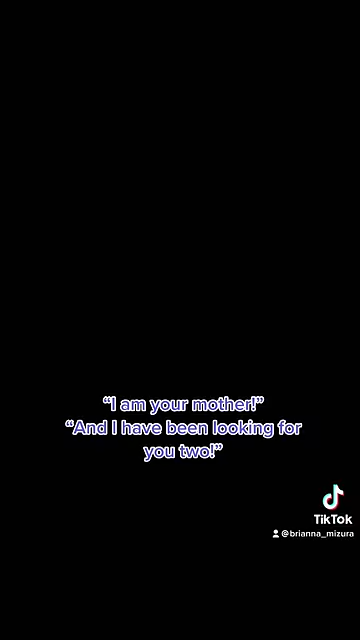 “I am your mother!”
“And I have been looking for
you two!”
TikTok
@brianna_mizura